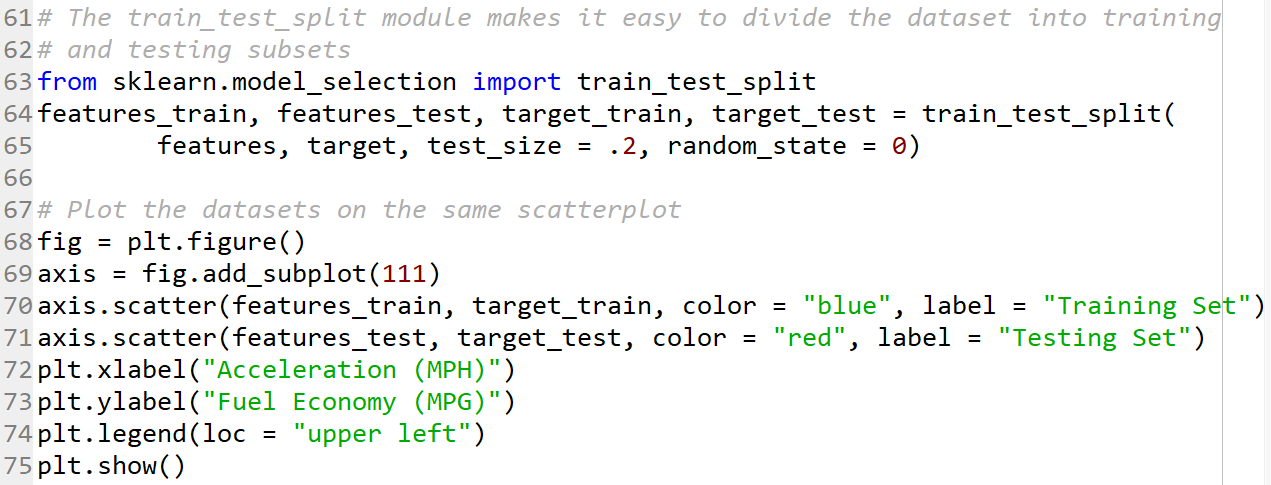 61 # The train_test_split module makes it easy to divide the dataset into training
62 # and testing subsets
63 from sklearn.model_selection import train_test_split
64 features_train, features_test, target_train, target_test = train_test_split(
65         features, target, test_size = .2, random_state = 0)
66
67 # Plot the datasets on the same scatterplot
68 fig = plt.figure()
69 axis = fig.add_subplot(111)
70 axis.scatter(features_train, target_train, color = "blue", label = "Training Set")
71 axis.scatter(features_test, target_test, color = "red", label = "Testing Set")
72 plt.xlabel("Acceleration (MPH)")
73 plt.ylabel("Fuel Economy (MPG)")
74 plt.legend(loc = "upper left")
75 plt.show()